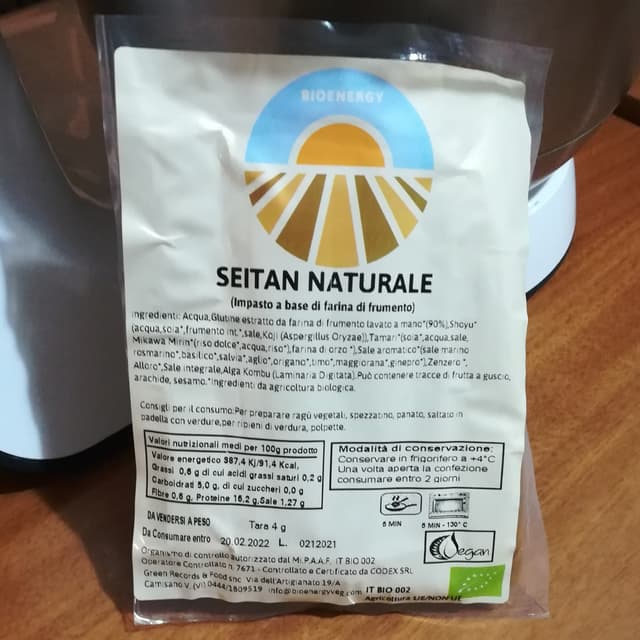 BIOENERGY
SEITAN NATURALE
(Impasto a base di farina di frumento)
Ingredienti: Acqua,Glutine estratto da farina di frumento lavato a mano*(90%),Shoyu*
(acqua,soia*,frumento int.*,sale,Koji (Aspergillus Oryzae)),Tamari*(soia*,acqua,sale,
Mikawa Mirin*(riso dolce*,acqua,riso*),farina di orzo*),Sale aromatico*(sale marino
rosmarino*,basilico*,salvia*,aglio*,origano*,timo*,maggiorana*,ginepro*),Zenzero*,
Alloro*,Sale integrale,Alga Kombu (Laminaria Digitata).Può contenere tracce di frutta a guscio,
arachide, sesamo.*Ingredienti da agricoltura biologica.
Consigli per il consumo:Per preparare ragù vegetali, spezzatino, panato, saltato in
padella con verdure,per ripieni di verdura, polpette.
Valori nutrizionali medi per 100g prodotto
Valore energetico 387,4 Kj/91,4 Kcal,
Grassi 0,6 g di cui acidi grassi saturi 0,2 g
Carboidrati 5,0 g, di cui zuccheri 0,0 g
Fibre 0,6 g, Proteine 16,2 g,Sale 1,27 g
Modalità di conservazione:
Conservare in frigorifero a +4°C
Una volta aperta la confezione
consumare entro 2 giorni
6 MIN
6 MIN - 130° C
DA VENDERSI A PESO Tara 4 g
Da Consumare entro 20.02.2022 L. 0212021
Vegan
Organismo di controllo autorizzato dal Mi.P.A.A.F. IT BIO 002
Operatore Controllato n. 7671 - Controllato e Certificato da CODEX SRL
Green Records & Food snc Via dell'Artigianato 19/A
Camisano V. (VI) 0444/1809519 info@bioenergyveg.com
IT BIO 002
Agricoltura UE/NON UE